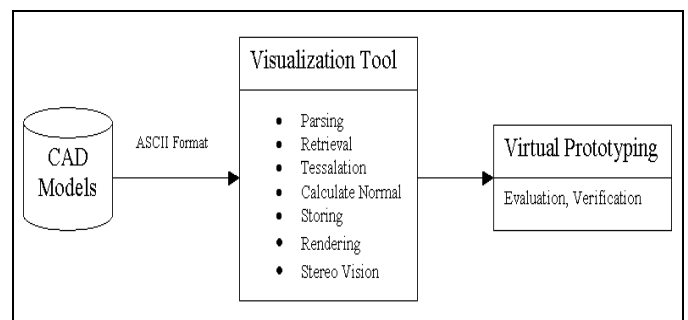 CAD
Models
ASCII Format
Visualization Tool
• Parsing
• Retrieval
• Tessalation
• Calculate Normal
• Storing
• Rendering
• Stereo Vision
Virtual Prototyping
Evaluation, Verification